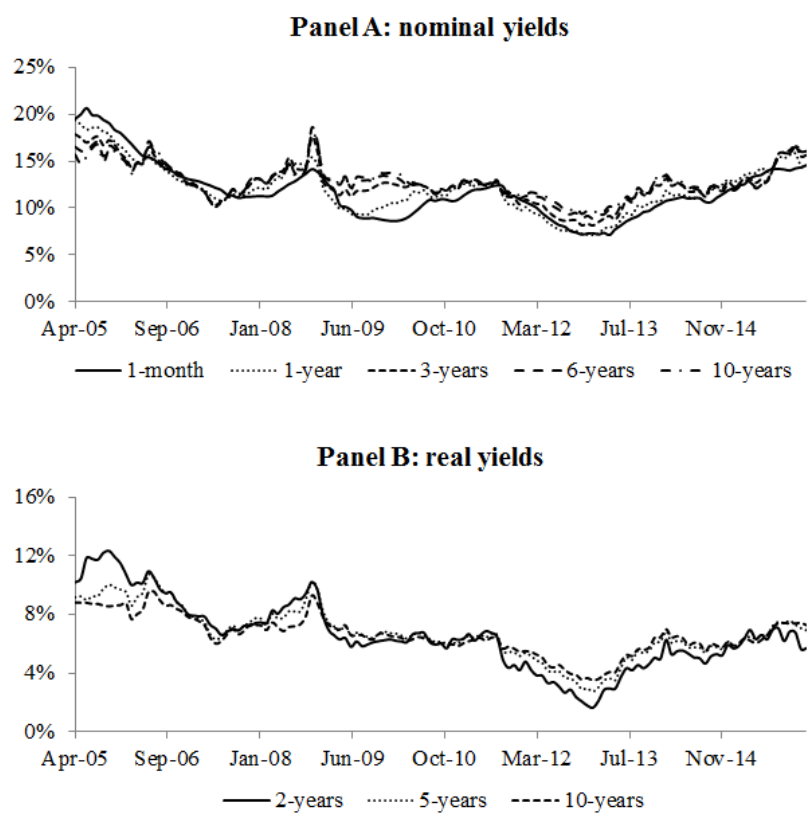 Panel A: nominal yields
25%
20%
15%
10%
5%
0%
Apr-05 Sep-06 Jan-08 Jun-09 Oct-10 Mar-12 Jul-13 Nov-14
1-month 1-year 3-years 6-years 10-years
Panel B: real yields
16%
12%
8%
4%
0%
Apr-05 Sep-06 Jan-08 Jun-09 Oct-10 Mar-12 Jul-13 Nov-14
2-years 5-years 10-years